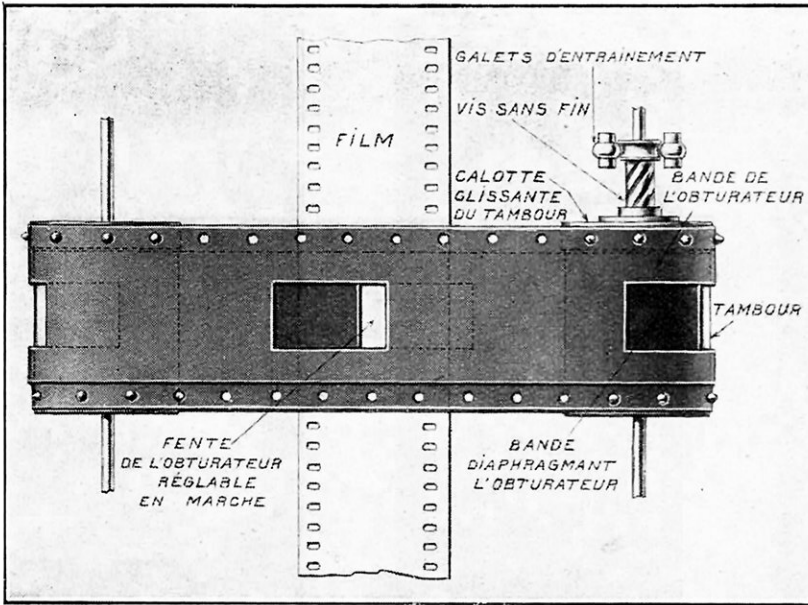 GALETS D'ENTRAINEMENT
VIS SANS FIN
FILM
CALOTTE
GLISSANTE
DU TAMBOUR
BANDE DE
L'OBTURATEUR
TAMBOUR
FENTE
DE L'OBTURATEUR
RÉGLABLE
EN MARCHE
BANDE
DIAPHRAGMANT
L'OBTURATEUR